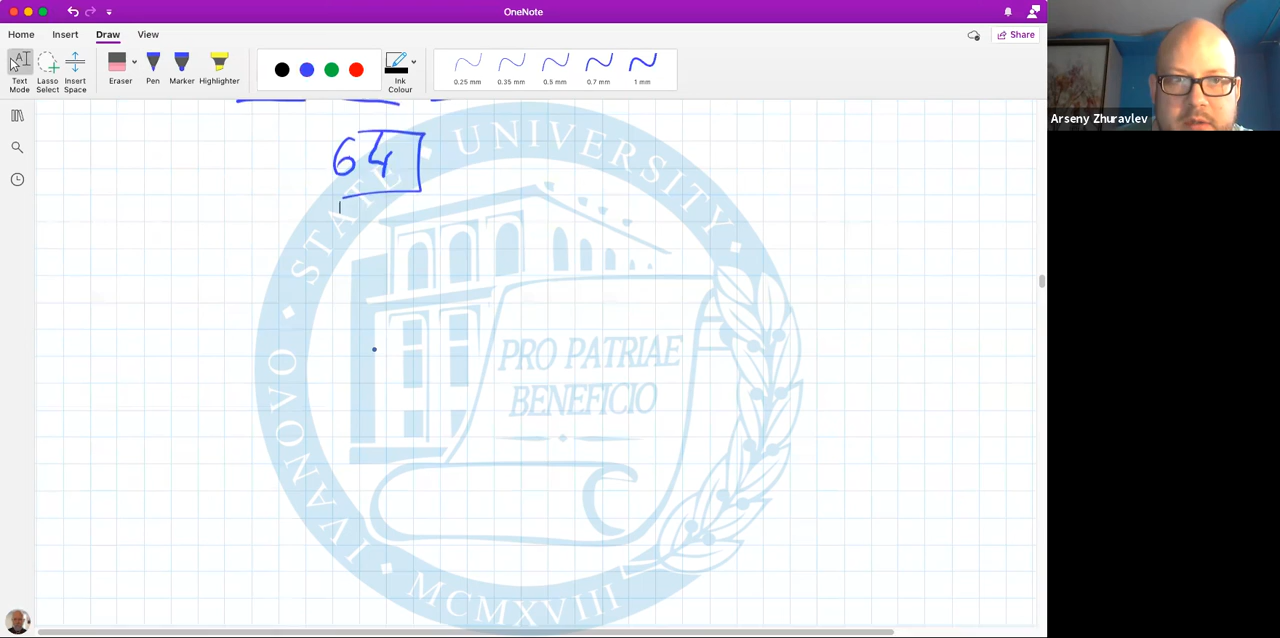 OneNote
Home Insert Draw View
Share
Text Mode
Lasso Select
Insert Space
Eraser
Pen
Marker
Highlighter
Ink Colour
0.25 mm 0.35 mm 0.5 mm 0.7 mm 1 mm
Arseny Zhuravlev
64
IVANOVO • STATE • UNIVERSITY •
PRO PATRIAE
BENEFICIO
MCMXVIII